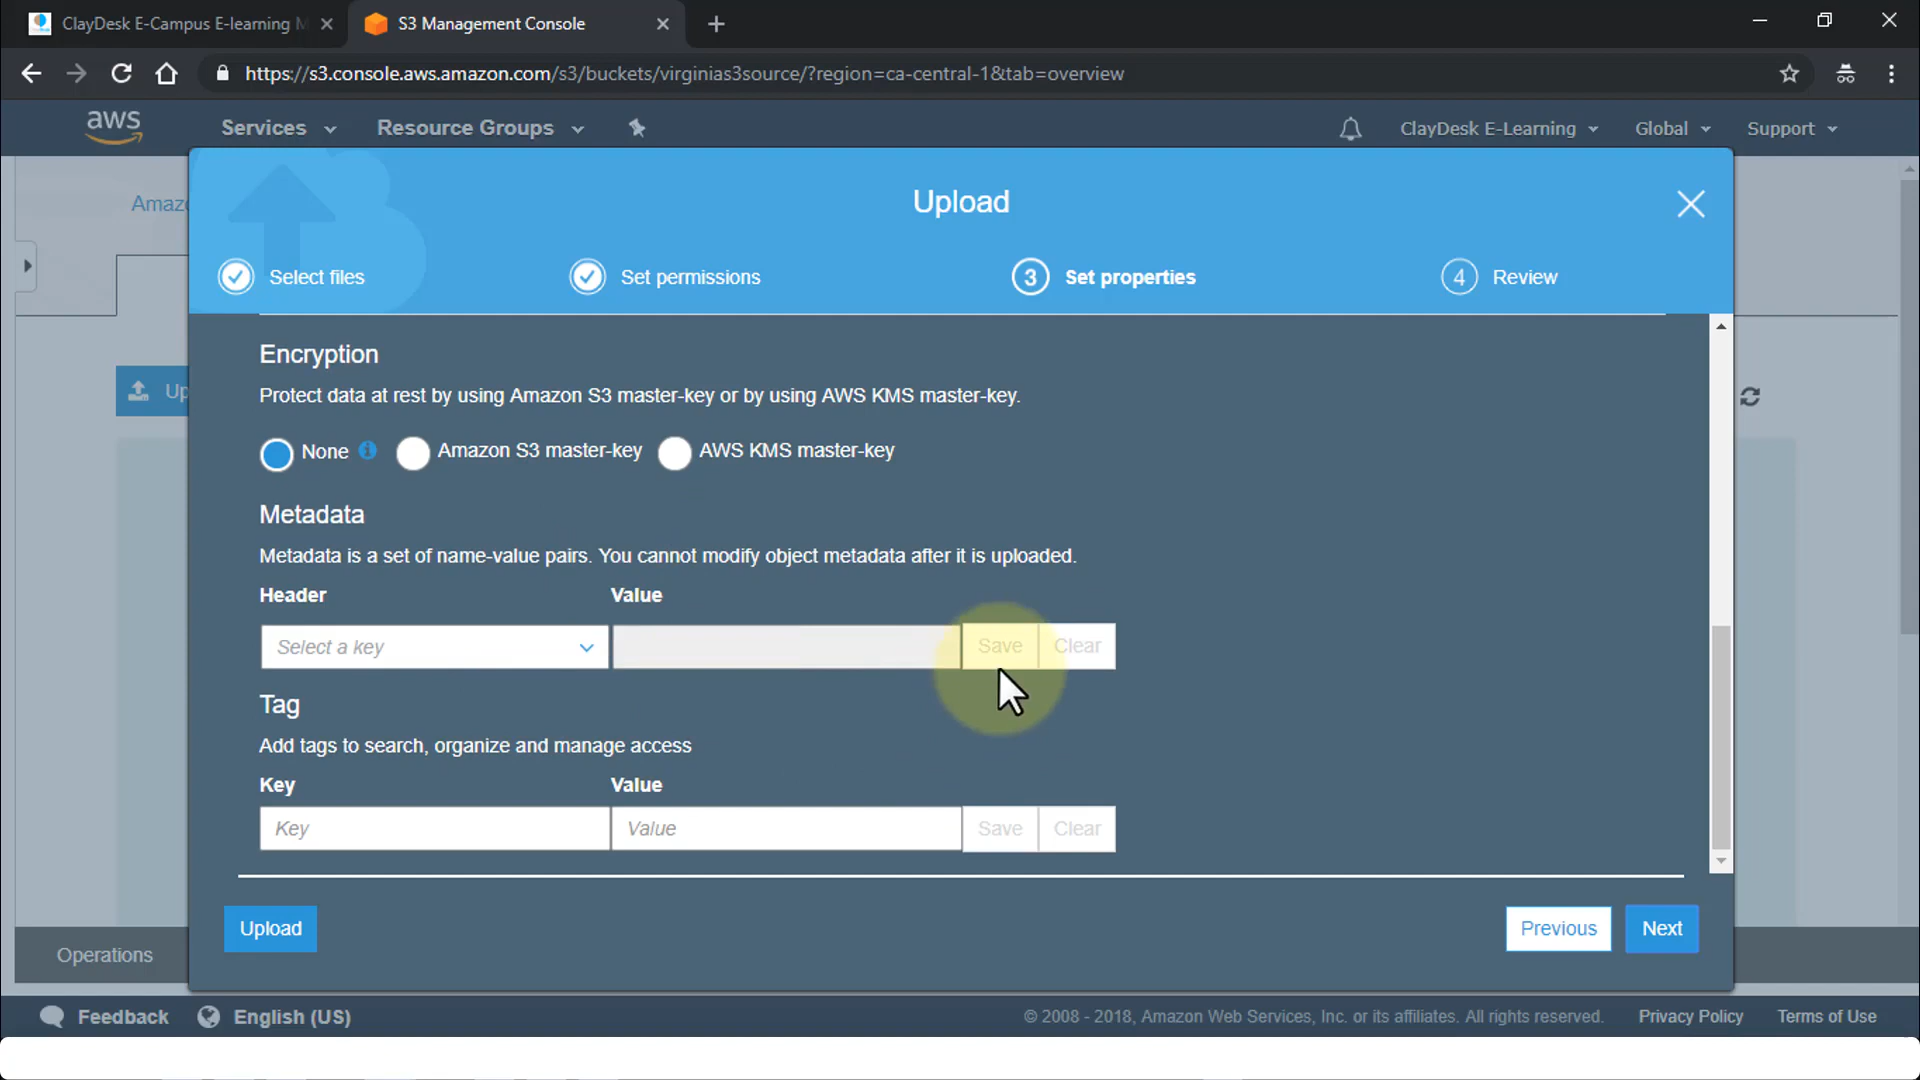 ClayDesk E-Campus E-learning M
S3 Management Console
https://s3.console.aws.amazon.com/s3/buckets/virginias3source/?region=ca-central-1&tab=overview
aws
Services
Resource Groups
ClayDesk E-Learning
Global
Support
Amaz
Upload
Select files
Set permissions
3 Set properties
4 Review
Up
Encryption
Protect data at rest by using Amazon S3 master-key or by using AWS KMS master-key.
None
Amazon S3 master-key
AWS KMS master-key
Metadata
Metadata is a set of name-value pairs. You cannot modify object metadata after it is uploaded.
Header Value
Select a key Save Clear
Tag
Add tags to search, organize and manage access
Key Value
Key Value Save Clear
Upload Previous Next
Operations
Feedback English (US) © 2008 - 2018, Amazon Web Services, Inc. or its affiliates. All rights reserved. Privacy Policy Terms of Use